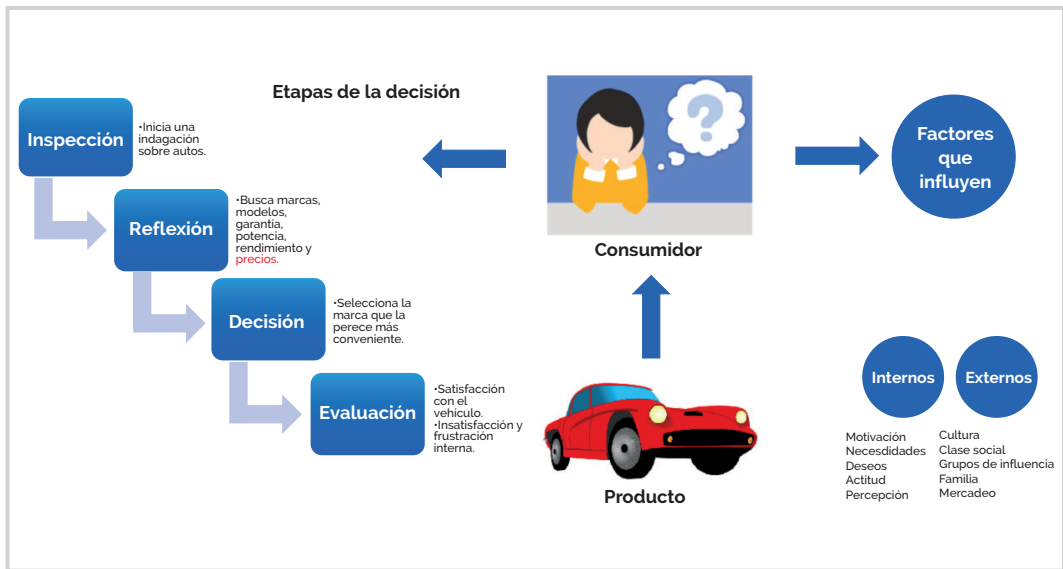 Etapas de la decisión
Inspección
•Inicia una
indagación
sobre autos.
Reflexión
•Busca marcas,
modelos,
garantía,
potencia,
rendimiento y
precios.
Decisión
•Selecciona la
marca que la
perece más
conveniente.
Evaluación
•Satisfacción
con el
vehículo.
•Insatisfacción y
frustración
interna.
?
Consumidor
Producto
Factores
que
influyen
Internos
Motivación
Necesdidades
Deseos
Actitud
Percepción
Externos
Cultura
Clase social
Grupos de influencia
Familia
Mercadeo